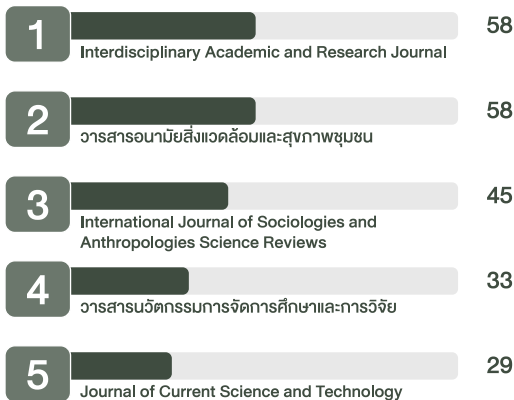 1
58
Interdisciplinary Academic and Research Journal
2
58
วารสารอนามัยสิ่งแวดล้อมและสุขภาพชุมชน
3
45
International Journal of Sociologies and
Anthropologies Science Reviews
4
33
วารสารนวัตกรรมการจัดการศึกษาและการวิจัย
5
29
Journal of Current Science and Technology